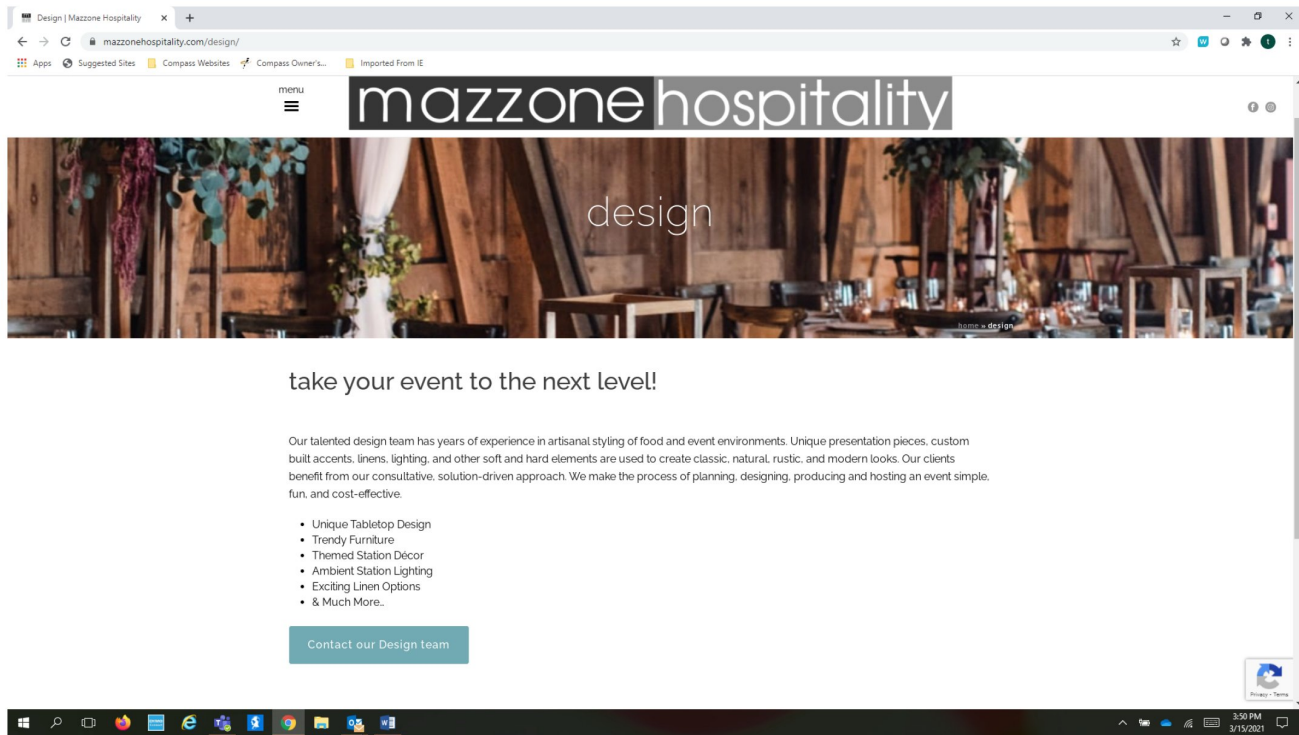 Design | Mazzone Hospitality
mazzonehospitality.com/design/
Apps Suggested Sites Compass Websites Compass Owner's... Imported From IE
menu
mazzone hospitality
design
home » design
take your event to the next level!
Our talented design team has years of experience in artisanal styling of food and event environments. Unique presentation pieces, custom
built accents, linens, lighting, and other soft and hard elements are used to create classic, natural, rustic, and modern looks. Our clients
benefit from our consultative, solution-driven approach. We make the process of planning, designing, producing and hosting an event simple,
fun, and cost-effective.
• Unique Tabletop Design
• Trendy Furniture
• Themed Station Décor
• Ambient Station Lighting
• Exciting Linen Options
• & Much More…
Contact our Design team
Privacy - Terms
3:50 PM
3/15/2021